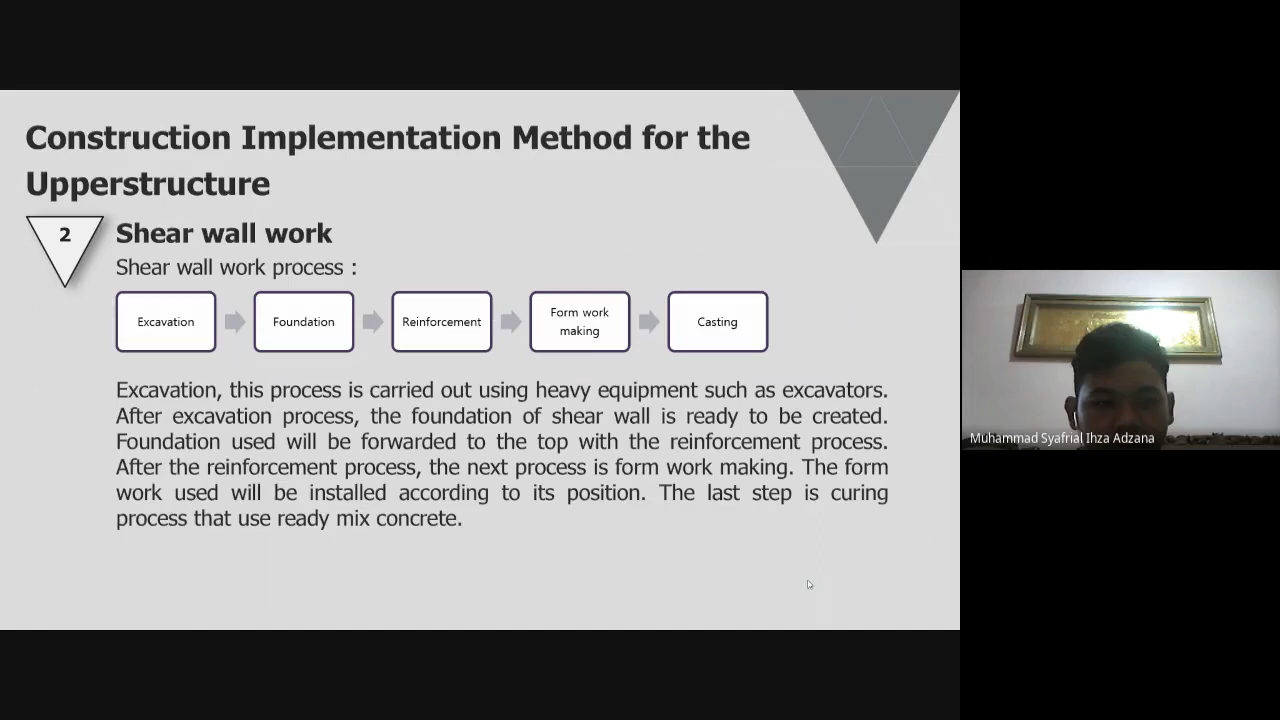 Construction Implementation Method for the
Upperstructure
2
Shear wall work
Shear wall work process :
Excavation
Foundation
Reinforcement
Form work
making
Casting
Excavation, this process is carried out using heavy equipment such as excavators.
After excavation process, the foundation of shear wall is ready to be created.
Foundation used will be forwarded to the top with the reinforcement process.
After the reinforcement process, the next process is form work making. The form
work used will be installed according to its position. The last step is curing
process that use ready mix concrete.
Muhammad Syafrial Ihza Adzana